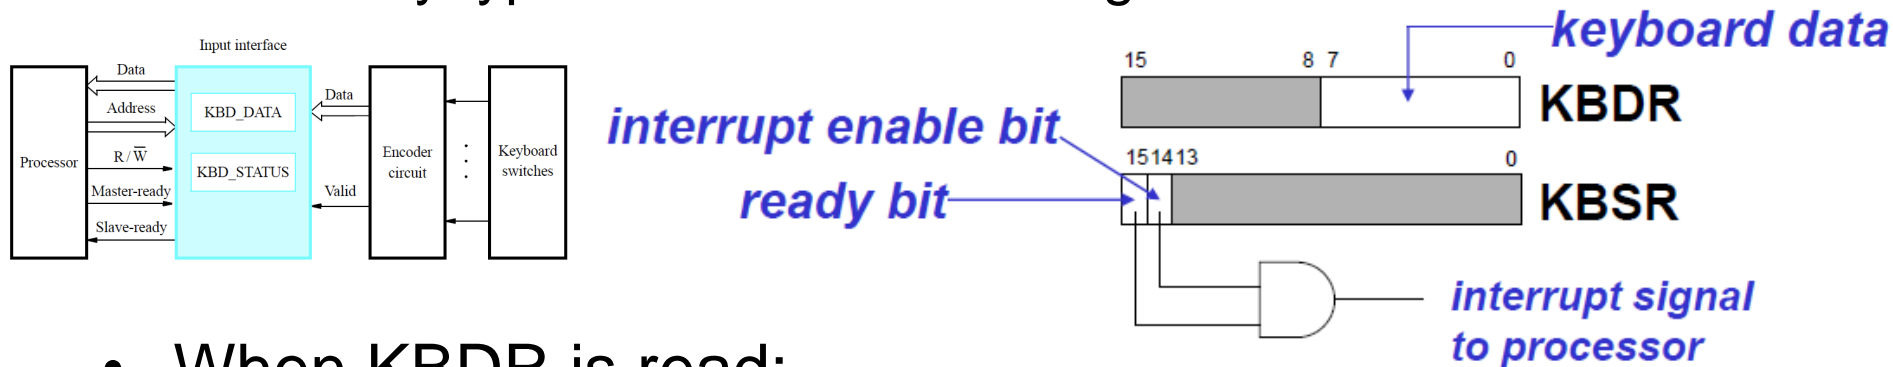 Input interface
Processor
Data
Address
R / W̅
Master-ready
Slave-ready
KBD_DATA
KBD_STATUS
Data
Valid
Encoder
circuit
Keyboard
switches
keyboard data
15 8 7 0
KBDR
interrupt enable bit
ready bit
15 14 13 0
KBSR
interrupt signal
to processor
• When KBDR is read: